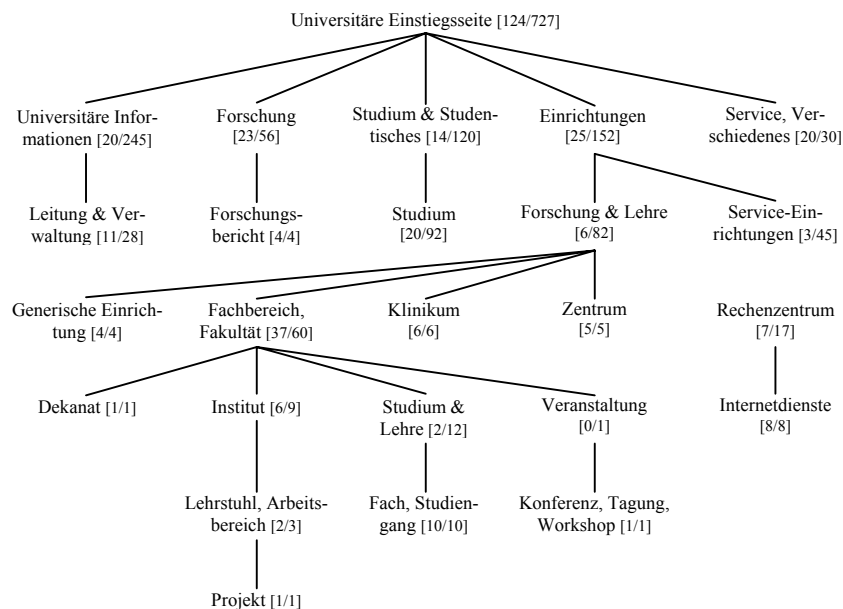 Universitäre Einstiegsseite [124/727]
Universitäre Infor-
mationen [20/245]
Forschung
[23/56]
Studium & Studen-
tisches [14/120]
Einrichtungen
[25/152]
Service, Ver-
schiedenes [20/30]
Leitung & Ver-
waltung [11/28]
Forschungs-
bericht [4/4]
Studium
[20/92]
Forschung & Lehre
[6/82]
Service-Ein-
richtungen [3/45]
Generische Einrich-
tung [4/4]
Fachbereich,
Fakultät [37/60]
Klinikum
[6/6]
Zentrum
[5/5]
Rechenzentrum
[7/17]
Dekanat [1/1]
Institut [6/9]
Studium &
Lehre [2/12]
Veranstaltung
[0/1]
Internetdienste
[8/8]
Lehrstuhl, Arbeits-
bereich [2/3]
Fach, Studien-
gang [10/10]
Konferenz, Tagung,
Workshop [1/1]
Projekt [1/1]